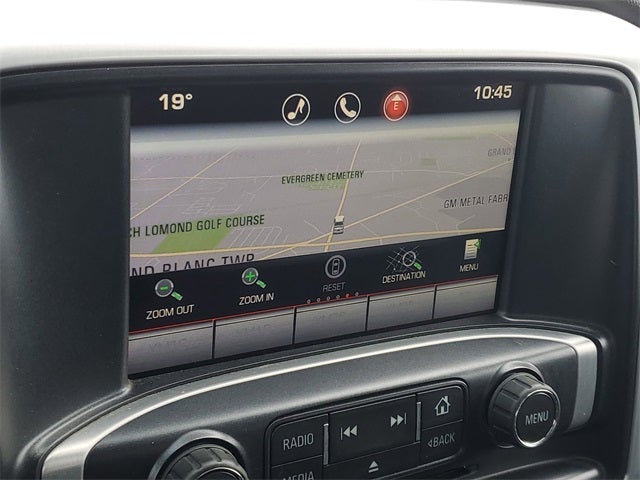 19°
10:45
E
GRAND
EVERGREEN CEMETERY
GM METAL FABR
CH LOMOND GOLF COURSE
ND BLANC TWP
ZOOM OUT
ZOOM IN
RESET
DESTINATION
MENU
RADIO
MEDIA
BACK
MENU